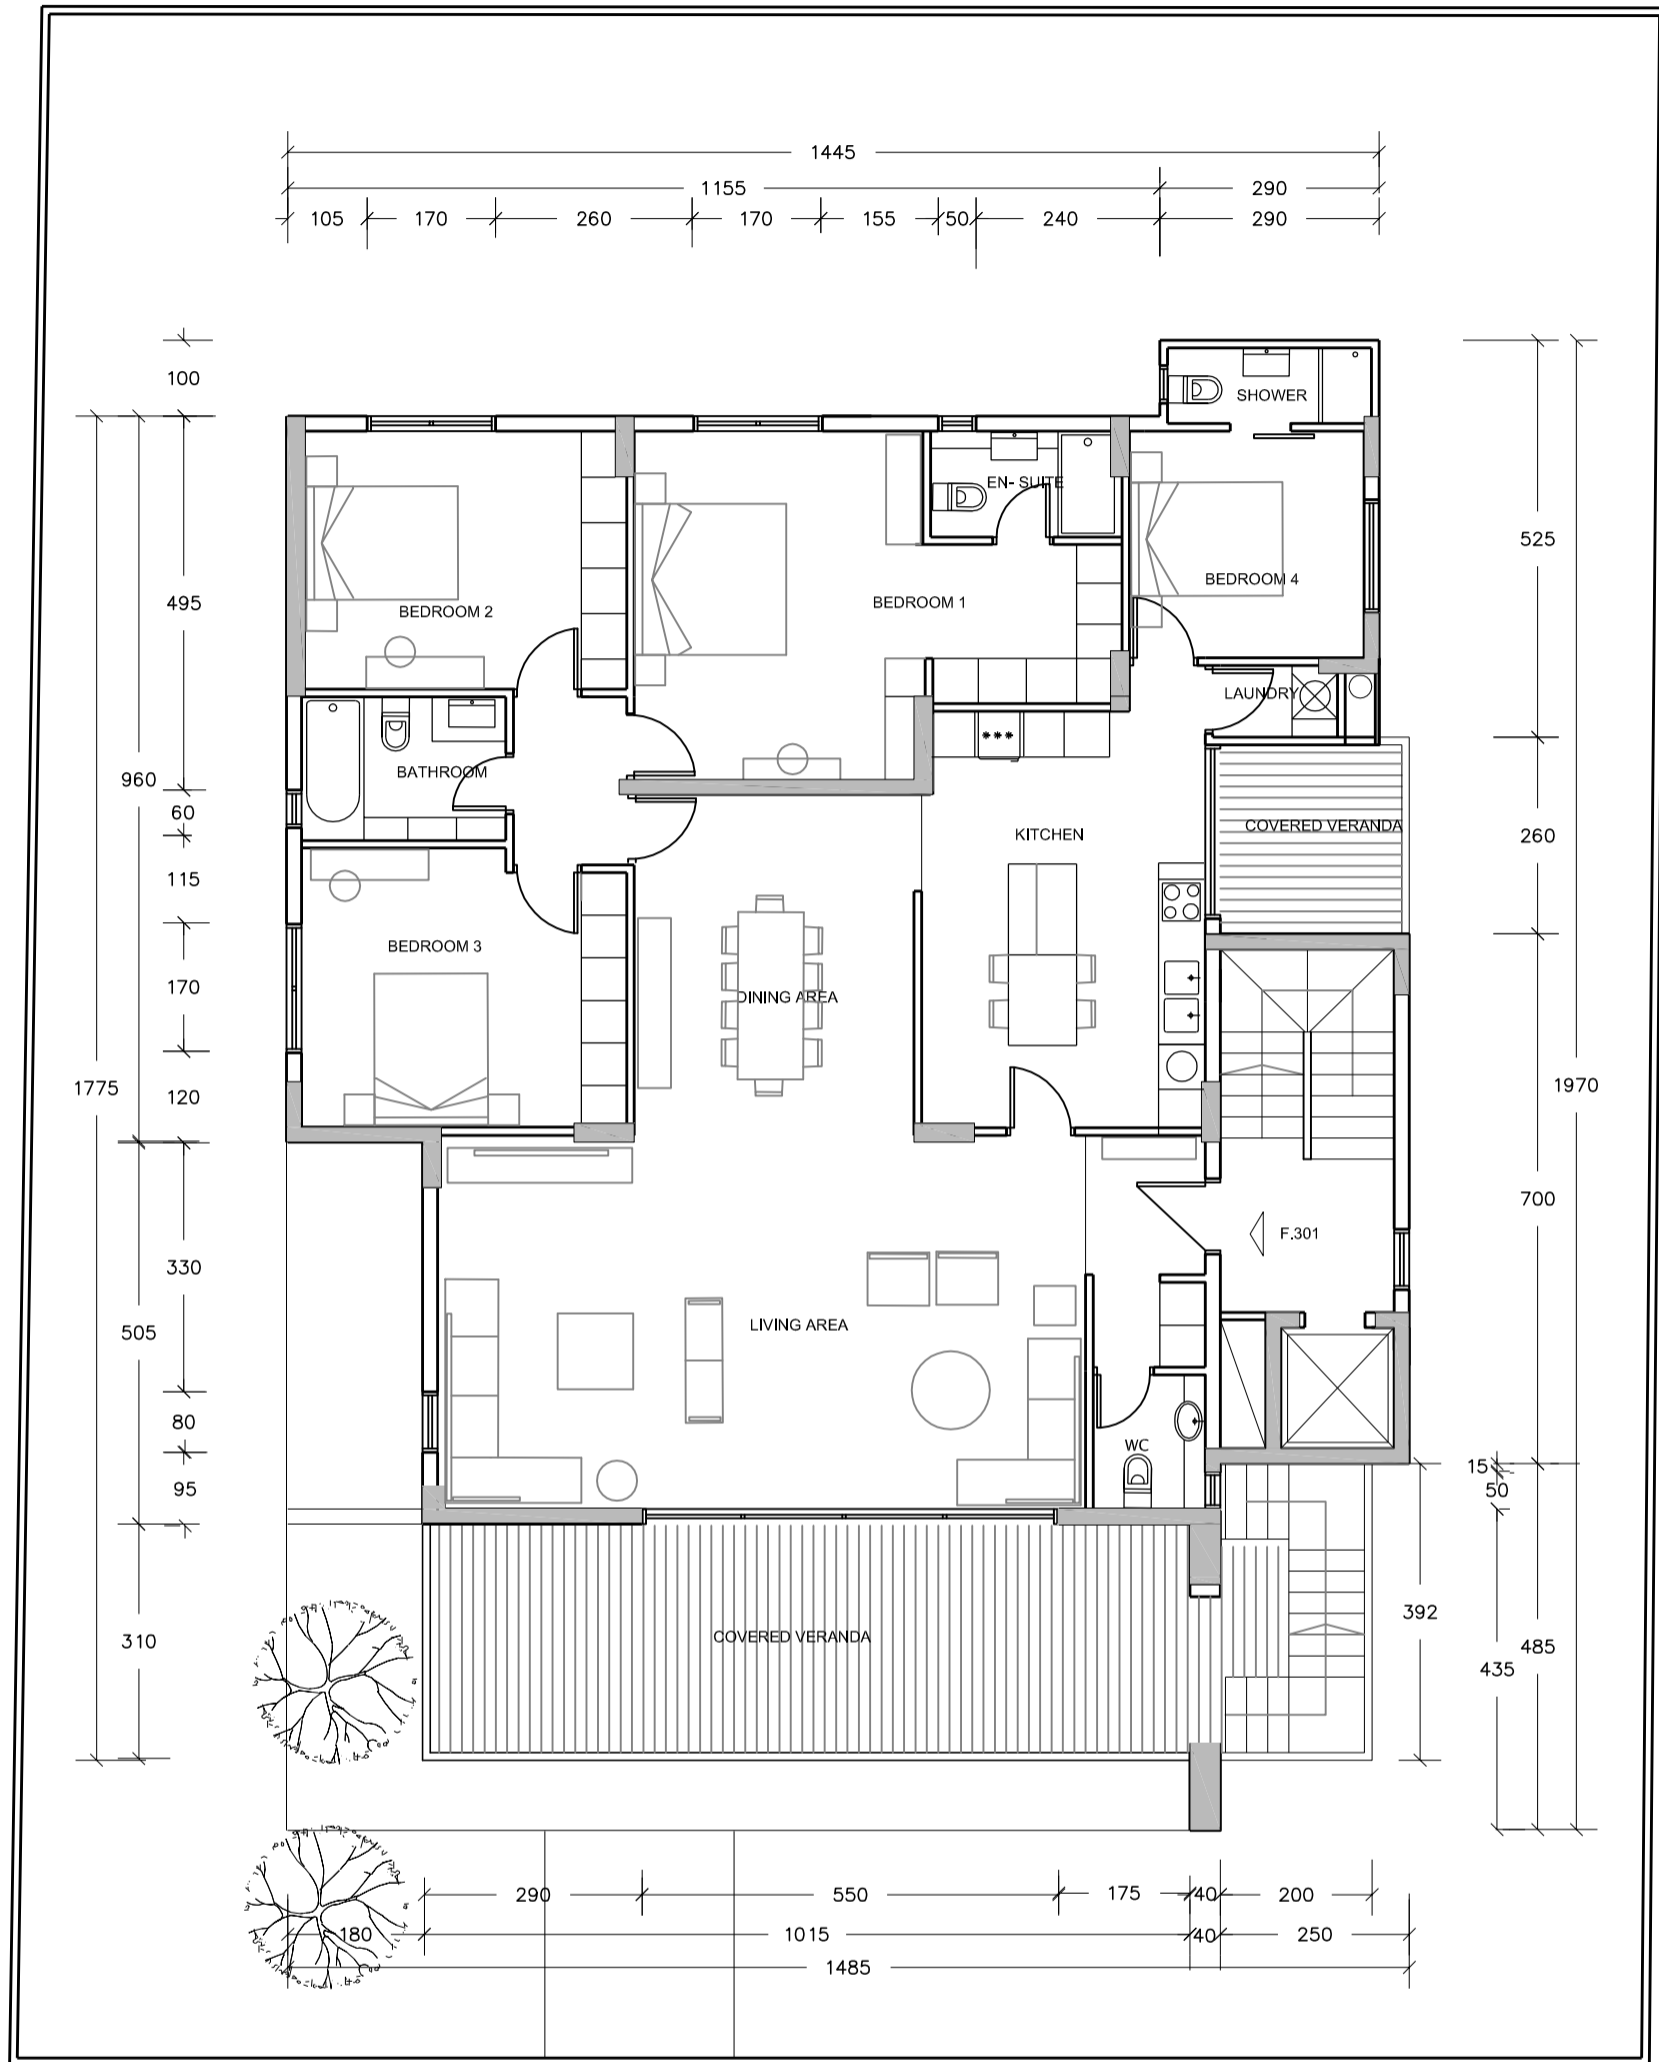 1445
1155
290
105
170
260
170
155
50
240
290
100
SHOWER
EN- SUITE
525
BEDROOM 4
495
BEDROOM 2
BEDROOM 1
LAUNDRY
BATHROOM
960
60
COVERED VERANDA
KITCHEN
260
115
BEDROOM 3
170
DINING AREA
1775
1970
120
700
F.301
330
LIVING AREA
505
80
WC
15
95
50
392
310
COVERED VERANDA
485
435
290
550
175
40
200
180
1015
40
250
1485